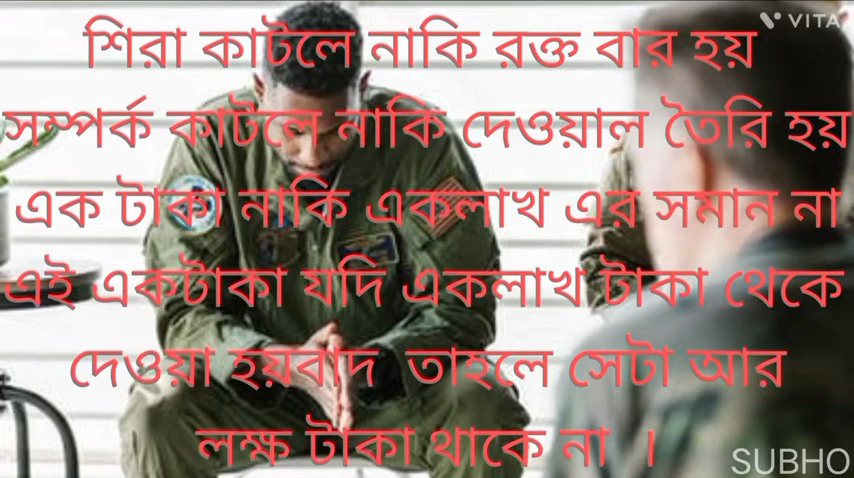 VITA
শিরা কাটলে নাকি রক্ত বার হয়
সম্পর্ক কাটলে নাকি দেওয়াল তৈরি হয়
এক টাকা নাকি একলাখ এর সমান না
এই একটাকা যদি একলাখ টাকা থেকে
দেওয়া হয়বাদ তাহলে সেটা আর
লক্ষ টাকা থাকে না ।
SUBHO